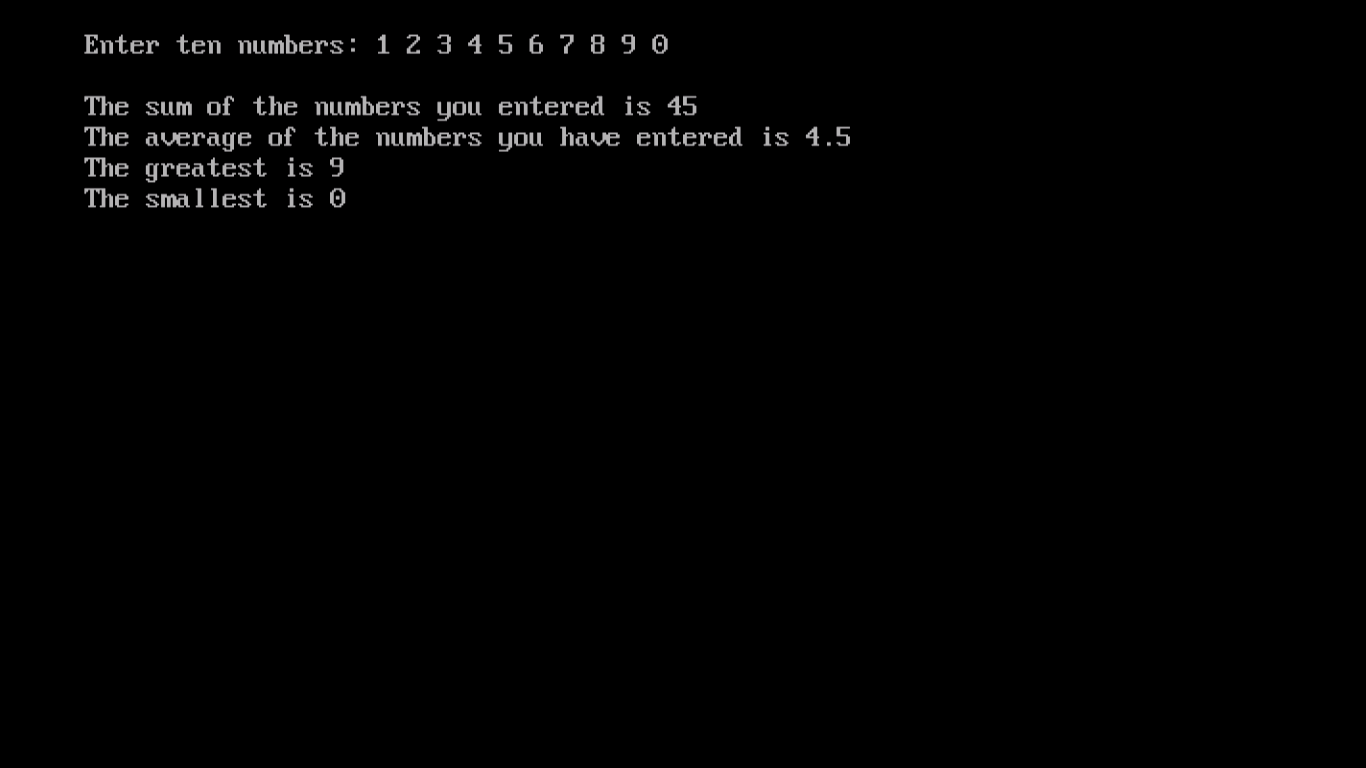 Enter ten numbers: 1 2 3 4 5 6 7 8 9 0
The sum of the numbers you entered is 45
The average of the numbers you have entered is 4.5
The greatest is 9
The smallest is 0